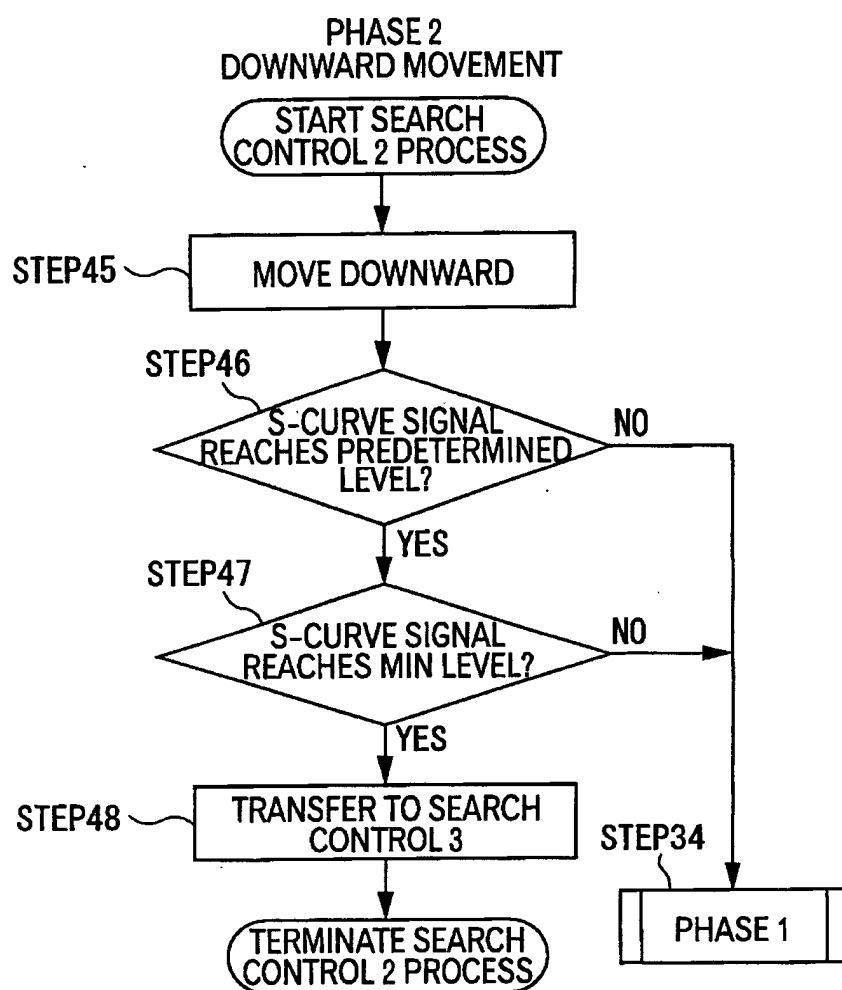 PHASE 2
DOWNWARD MOVEMENT
START SEARCH
CONTROL 2 PROCESS
STEP45
MOVE DOWNWARD
STEP46
S-CURVE SIGNAL
REACHES PREDETERMINED
LEVEL?
NO
YES
STEP47
S-CURVE SIGNAL
REACHES MIN LEVEL?
NO
YES
STEP48
TRANSFER TO SEARCH
CONTROL 3
STEP34
PHASE 1
TERMINATE SEARCH
CONTROL 2 PROCESS